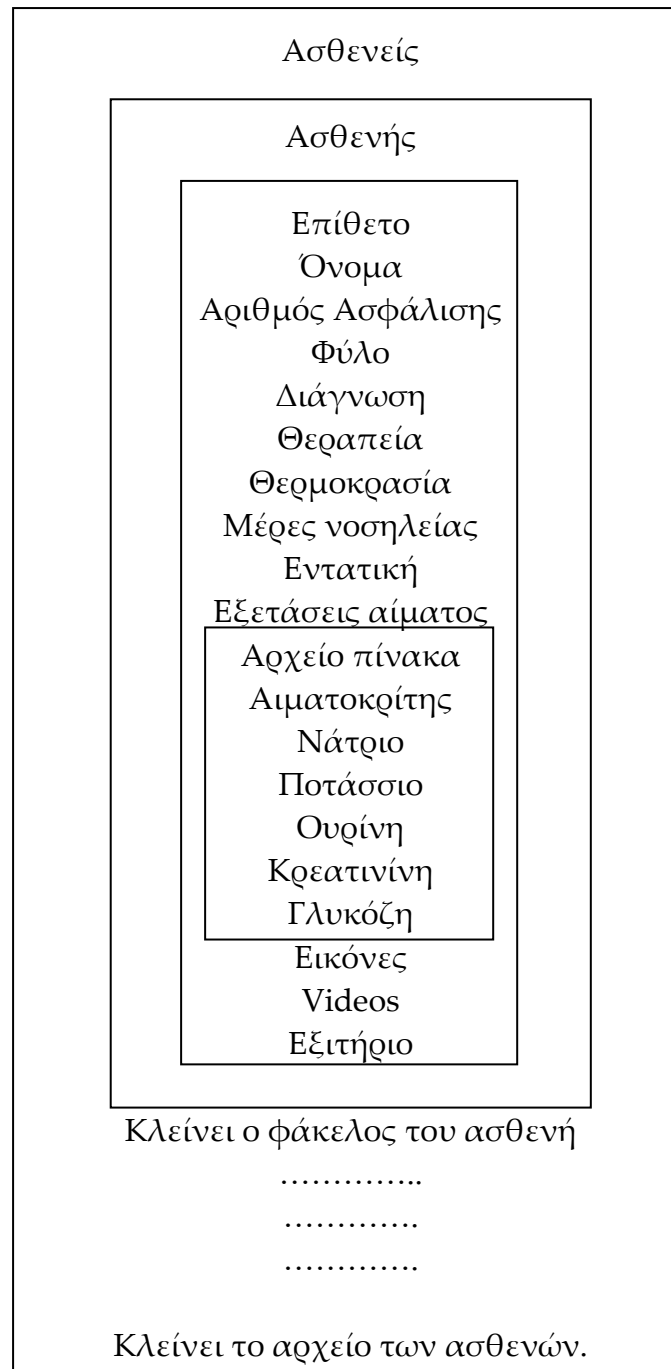 Ασθενείς
Ασθενής
Επίθετο
Όνομα
Αριθμός Ασφάλισης
Φύλο
Διάγνωση
Θεραπεία
Θερμοκρασία
Μέρες νοσηλείας
Εντατική
Εξετάσεις αίματος
Αρχείο πίνακα
Αιματοκρίτης
Νάτριο
Ποτάσσιο
Ουρίνη
Κρεατινίνη
Γλυκόζη
Εικόνες
Videos
Εξιτήριο
Κλείνει ο φάκελος του ασθενή
…………..
………….
………….
Κλείνει το αρχείο των ασθενών.